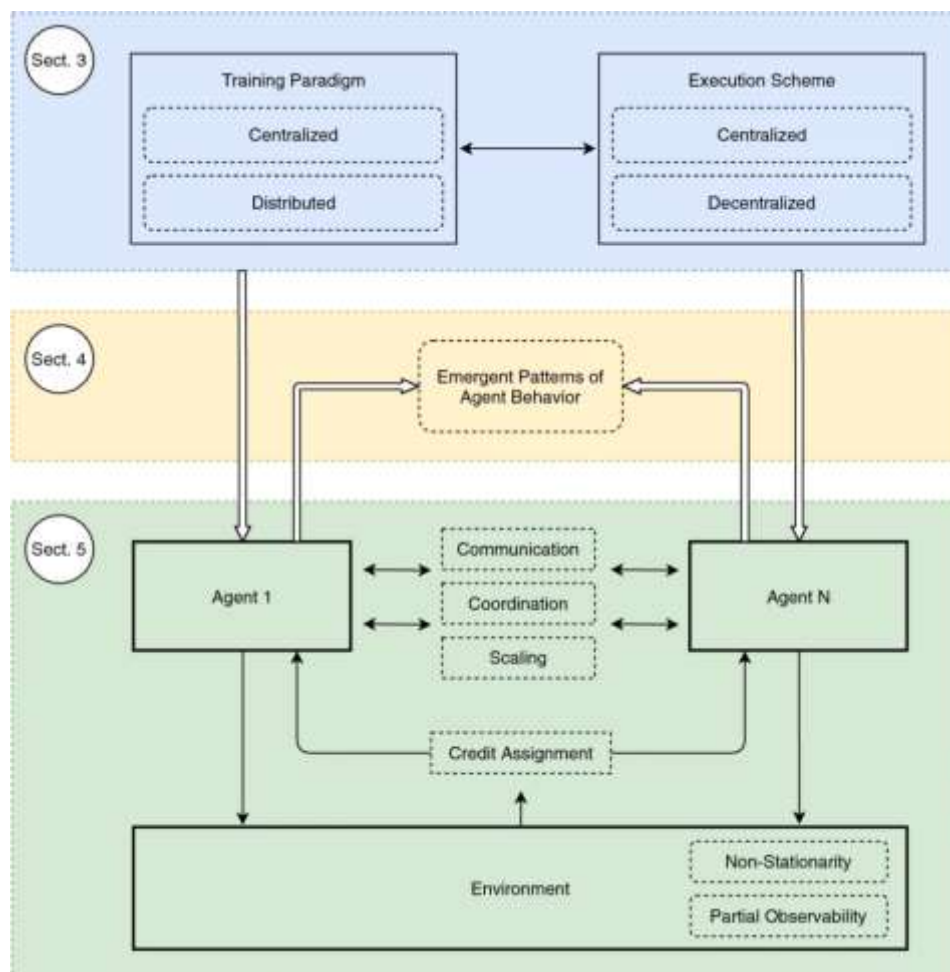 Sect. 3
Training Paradigm
Centralized
Distributed
Execution Scheme
Centralized
Decentralized
Sect. 4
Emergent Patterns of
Agent Behavior
Sect. 5
Agent 1
Communication
Coordination
Scaling
Agent N
Credit Assignment
Environment
Non-Stationarity
Partial Observability